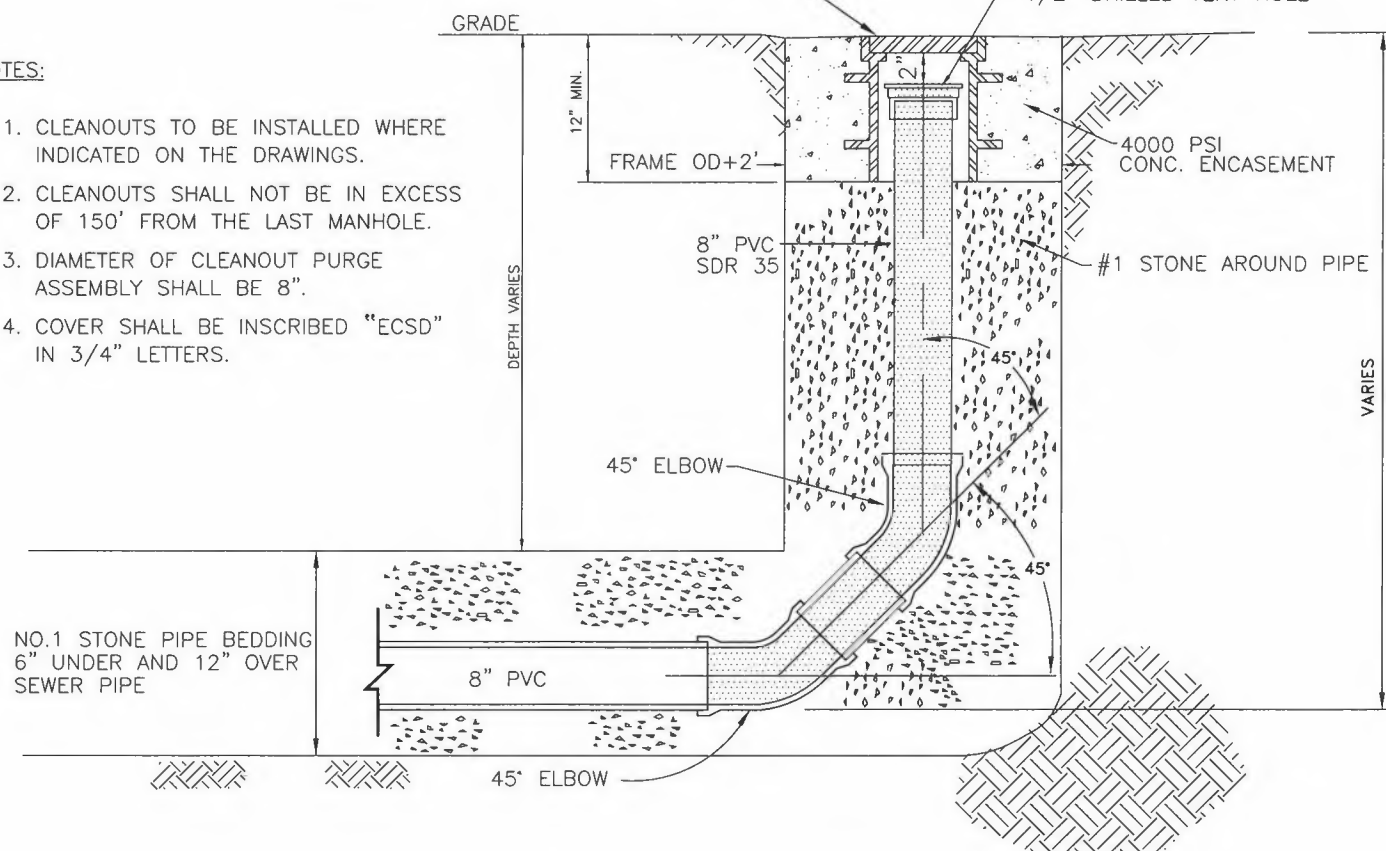 GRADE
NOTES:
1. CLEANOUTS TO BE INSTALLED WHERE
INDICATED ON THE DRAWINGS.
2. CLEANOUTS SHALL NOT BE IN EXCESS
OF 150' FROM THE LAST MANHOLE.
3. DIAMETER OF CLEANOUT PURGE
ASSEMBLY SHALL BE 8".
4. COVER SHALL BE INSCRIBED "ECSD"
IN 3/4" LETTERS.
12" MIN.
2"
FRAME OD+2'
4000 PSI
CONC. ENCASEMENT
8" PVC
SDR 35
#1 STONE AROUND PIPE
DEPTH VARIES
45°
VARIES
45° ELBOW
45°
NO.1 STONE PIPE BEDDING
6" UNDER AND 12" OVER
SEWER PIPE
8" PVC
45° ELBOW